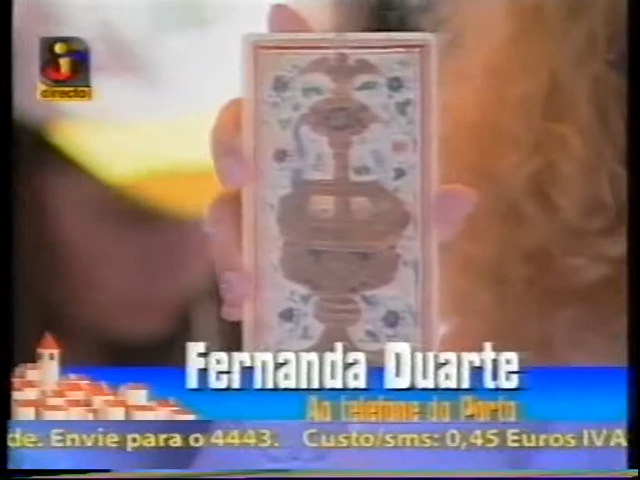 directo
Fernanda Duarte
Ao telefone do Porto
de. Envie para o 4443. Custo/sms: 0,45 Euros IVA